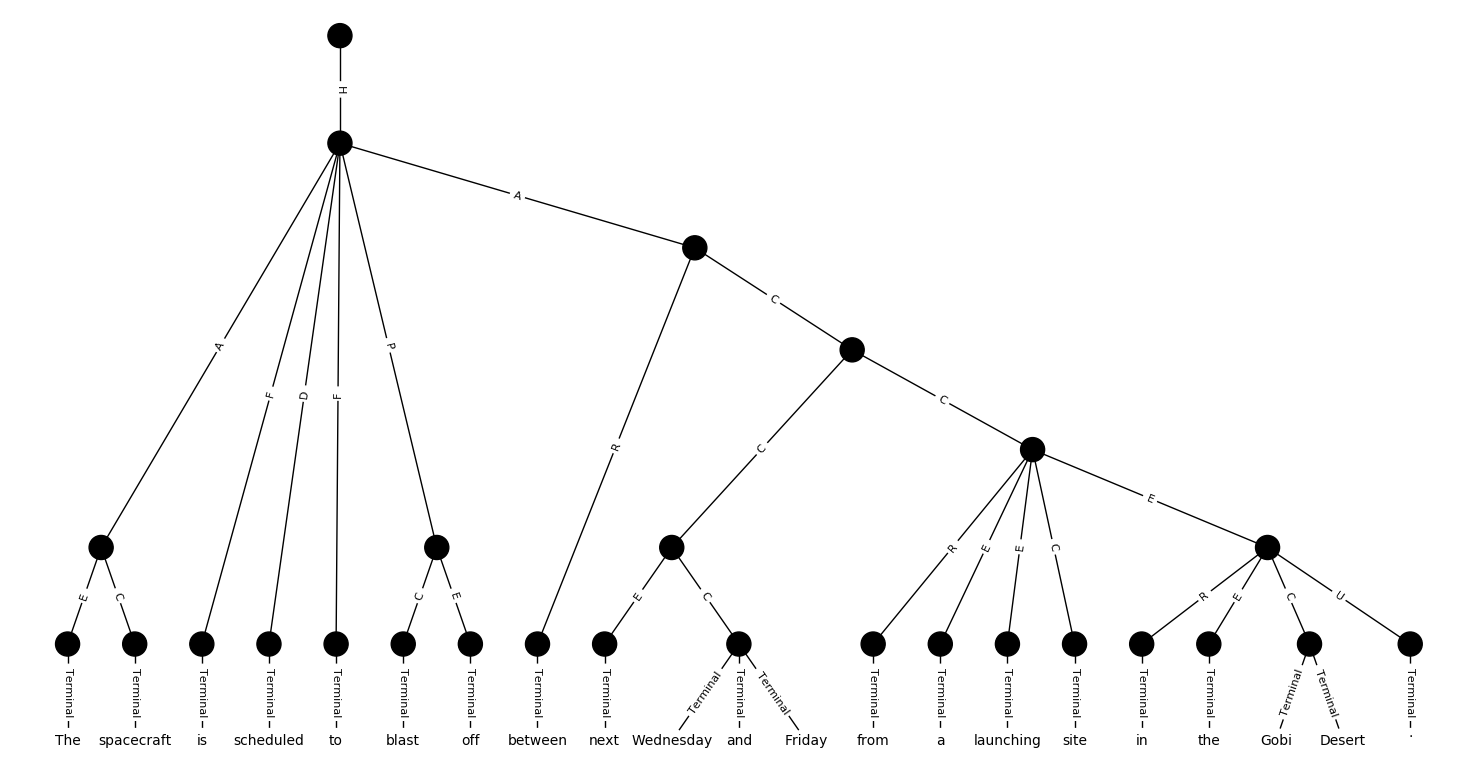 H
A
A
P
F
D
F
C
C
C
R
E
R
E
E
C
E
C
C
E
E
C
R
E
C
U
Terminal Terminal Terminal Terminal Terminal Terminal Terminal Terminal Terminal Terminal Terminal Terminal Terminal Terminal Terminal Terminal Terminal Terminal Terminal Terminal Terminal
The spacecraft is scheduled to blast off between next Wednesday and Friday from a launching site in the Gobi Desert .